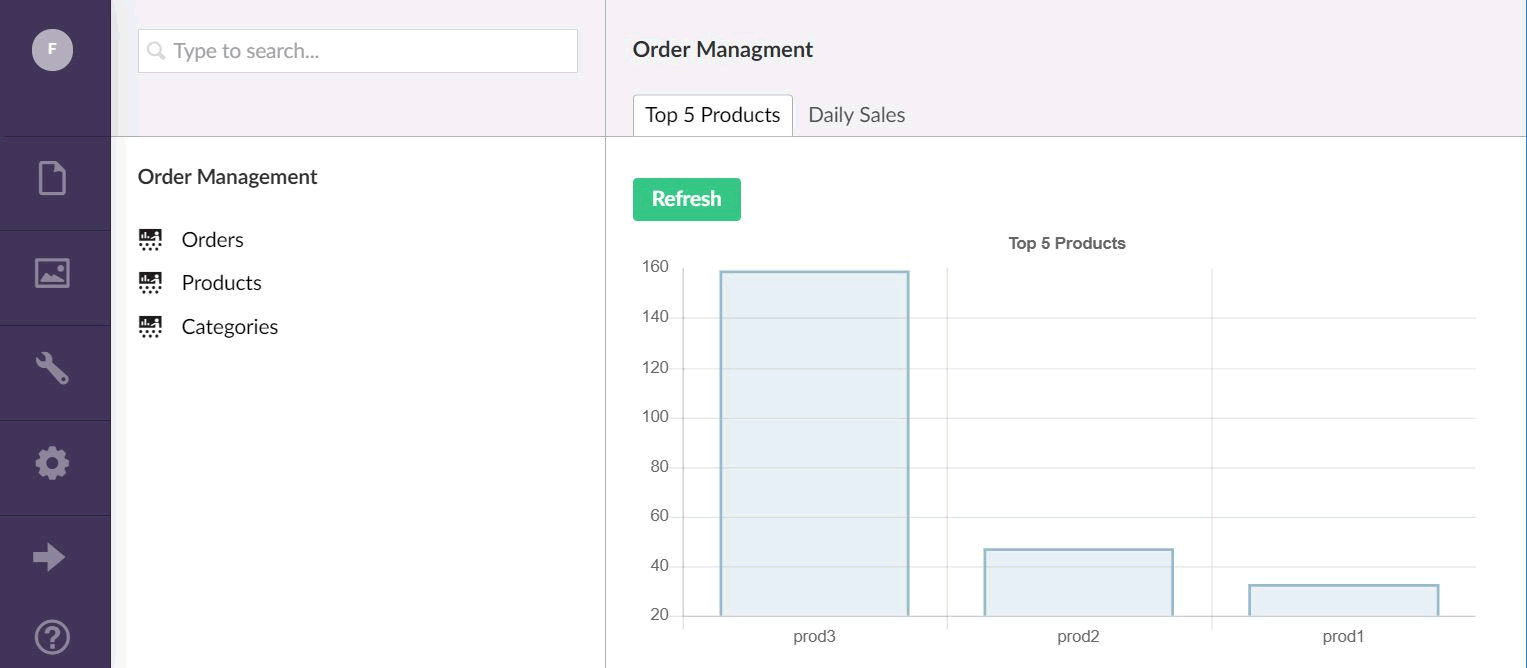 F
Type to search...
Order Management
Orders
Products
Categories
Order Managment
Top 5 Products Daily Sales
Refresh
Top 5 Products
160
140
120
100
80
60
40
20
prod3 prod2 prod1
?